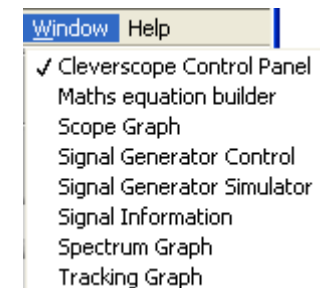 Window Help
✓ Cleverscope Control Panel
Maths equation builder
Scope Graph
Signal Generator Control
Signal Generator Simulator
Signal Information
Spectrum Graph
Tracking Graph